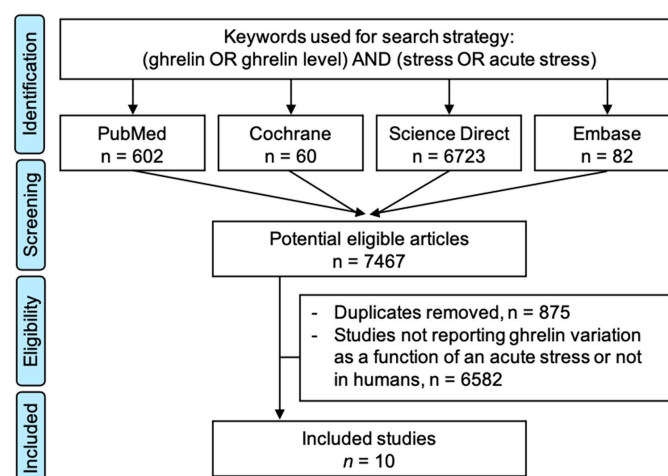 Identification
Keywords used for search strategy:
(ghrelin OR ghrelin level) AND (stress OR acute stress)
PubMed
n = 602
Cochrane
n = 60
Science Direct
n = 6723
Embase
n = 82
Screening
Potential eligible articles
n = 7467
Eligibility
- Duplicates removed, n = 875
- Studies not reporting ghrelin variation
as a function of an acute stress or not
in humans, n = 6582
Included
Included studies
n = 10